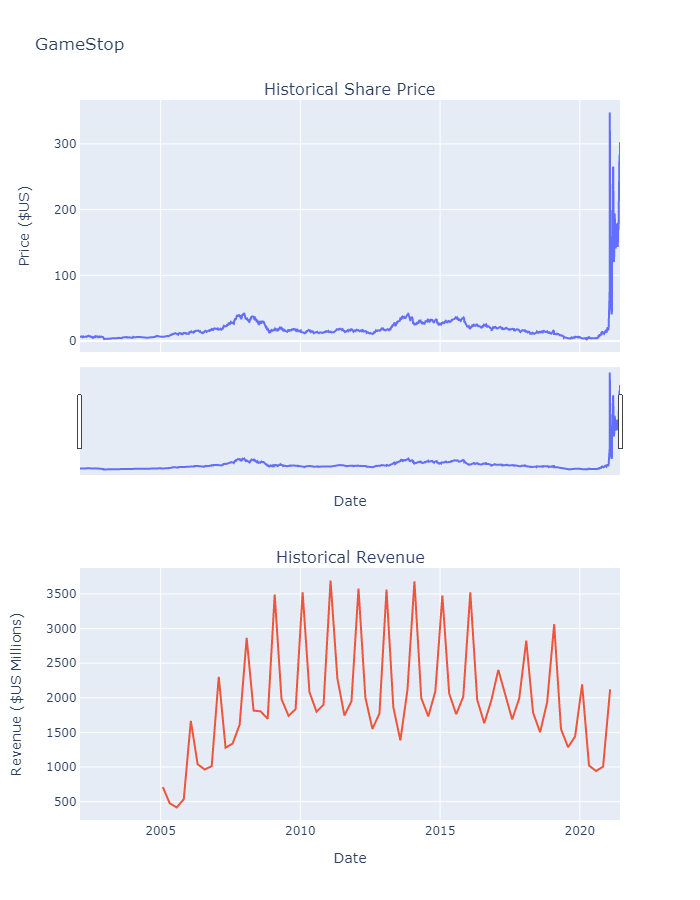 GameStop
Historical Share Price
300
200
100
0
Price ($US)
Date
Historical Revenue
3500
3000
2500
2000
1500
1000
500
Revenue ($US Millions)
2005 2010 2015 2020
Date